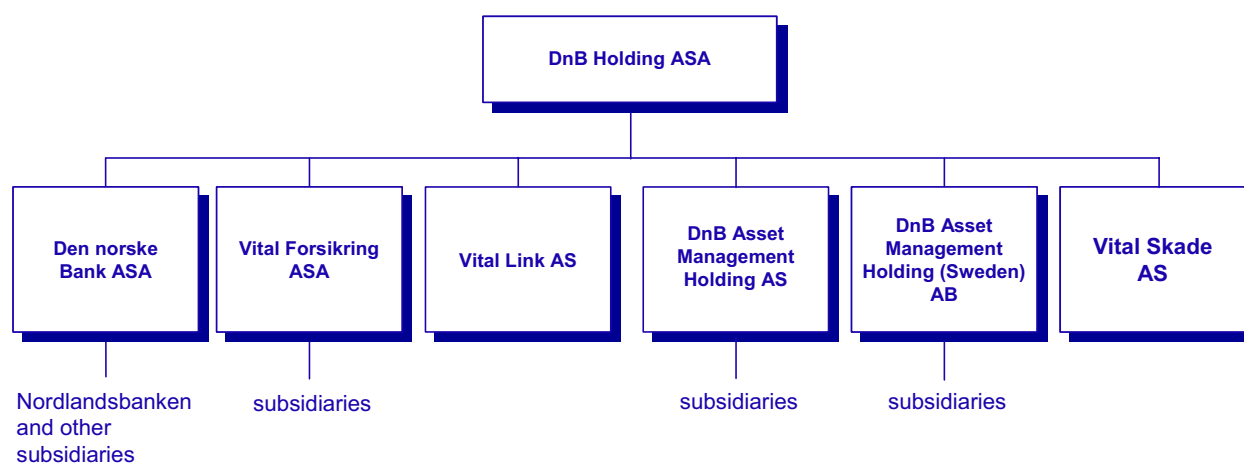 DnB Holding ASA
Den norske
Bank ASA
Vital Forsikring
ASA
Vital Link AS
DnB Asset
Management
Holding AS
DnB Asset
Management
Holding (Sweden)
AB
Vital Skade
AS
Nordlandsbanken
and other
subsidiaries
subsidiaries
subsidiaries
subsidiaries